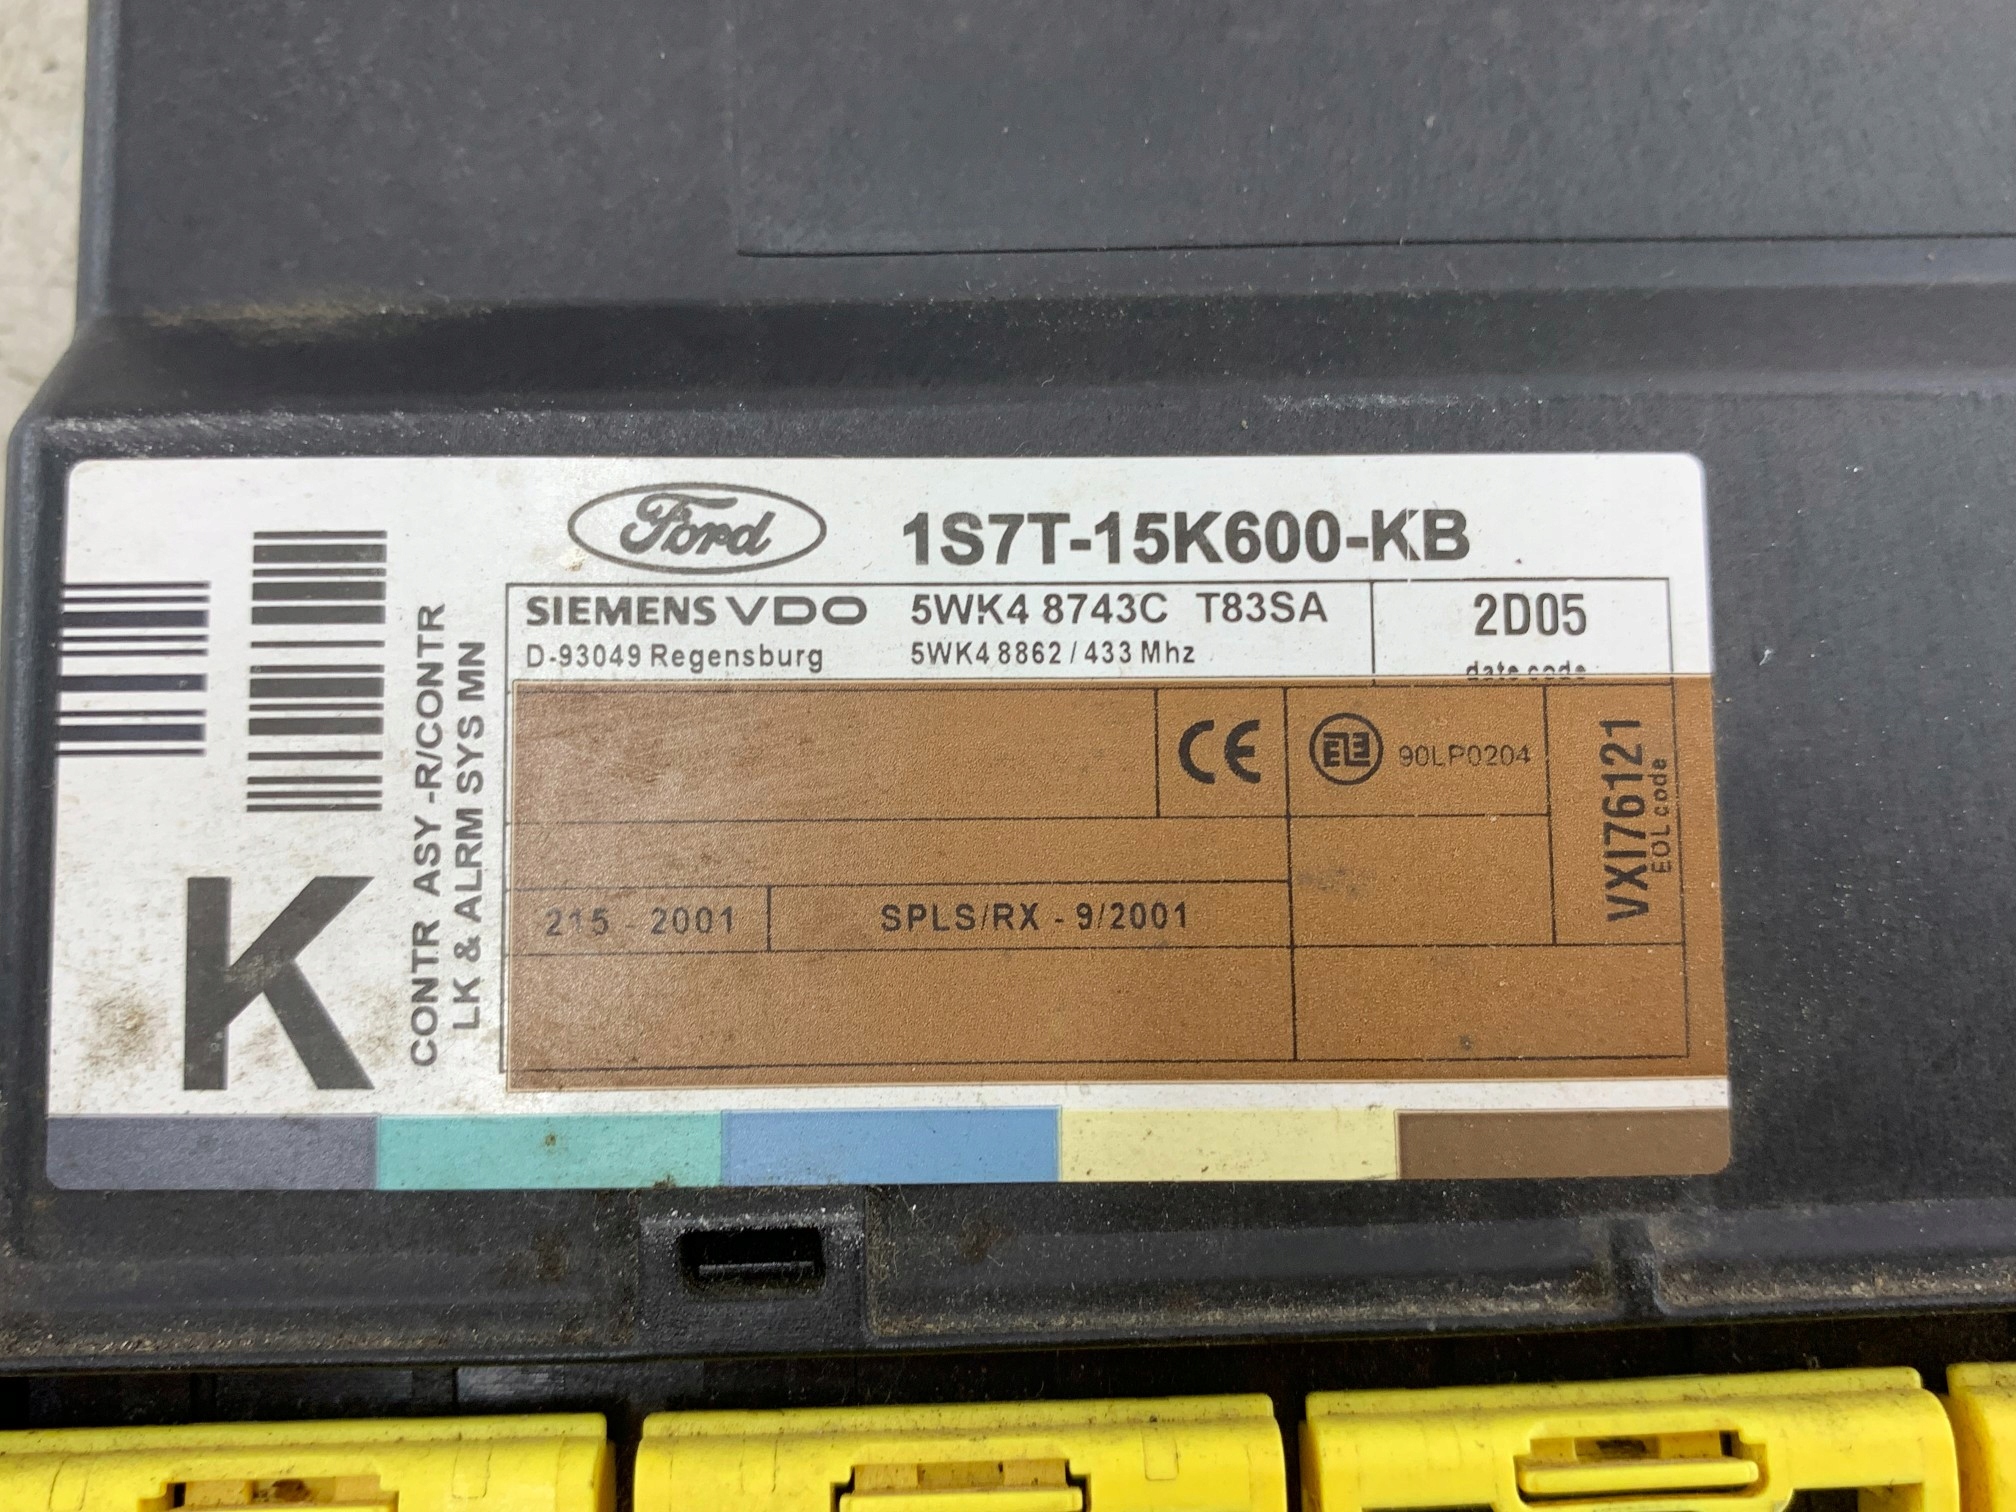 Ford 1S7T-15K600-KB
SIEMENS VDO 5WK4 8743C T83SA 2D05
D-93049 Regensburg 5WK4 8862 / 433 Mhz date code
CE 90LP0204
215 - 2001 SPLS/RX - 9/2001
VXI76121
EOL code
CONTR ASY -R/CONTR
LK & ALRM SYS MN
K